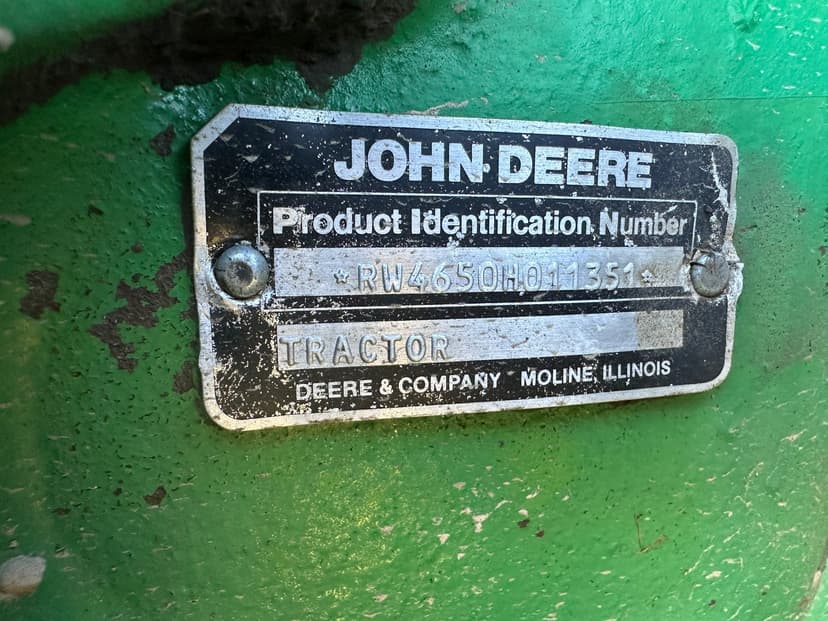 JOHN DEERE
Product Identification Number
*RW4650H011351*
TRACTOR
DEERE & COMPANY MOLINE, ILLINOIS